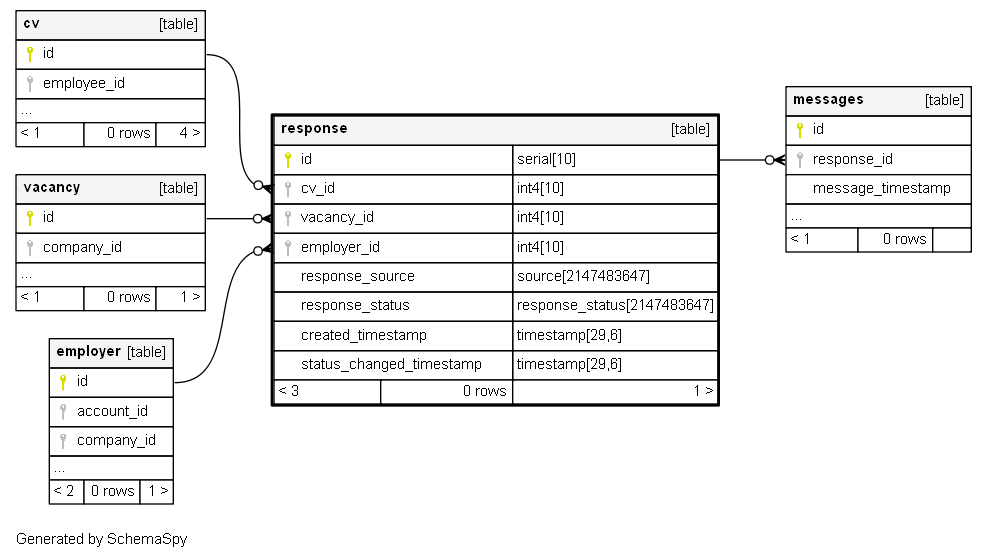 cv [table]
id
employee_id
...
< 1 0 rows 4 >
vacancy [table]
id
company_id
...
< 1 0 rows 1 >
employer [table]
id
account_id
company_id
...
< 2 0 rows 1 >
response [table]
id serial[10]
cv_id int4[10]
vacancy_id int4[10]
employer_id int4[10]
response_source source[2147483647]
response_status response_status[2147483647]
created_timestamp timestamp[29,6]
status_changed_timestamp timestamp[29,6]
< 3 0 rows 1 >
messages [table]
id
response_id
message_timestamp
...
< 1 0 rows
Generated by SchemaSpy